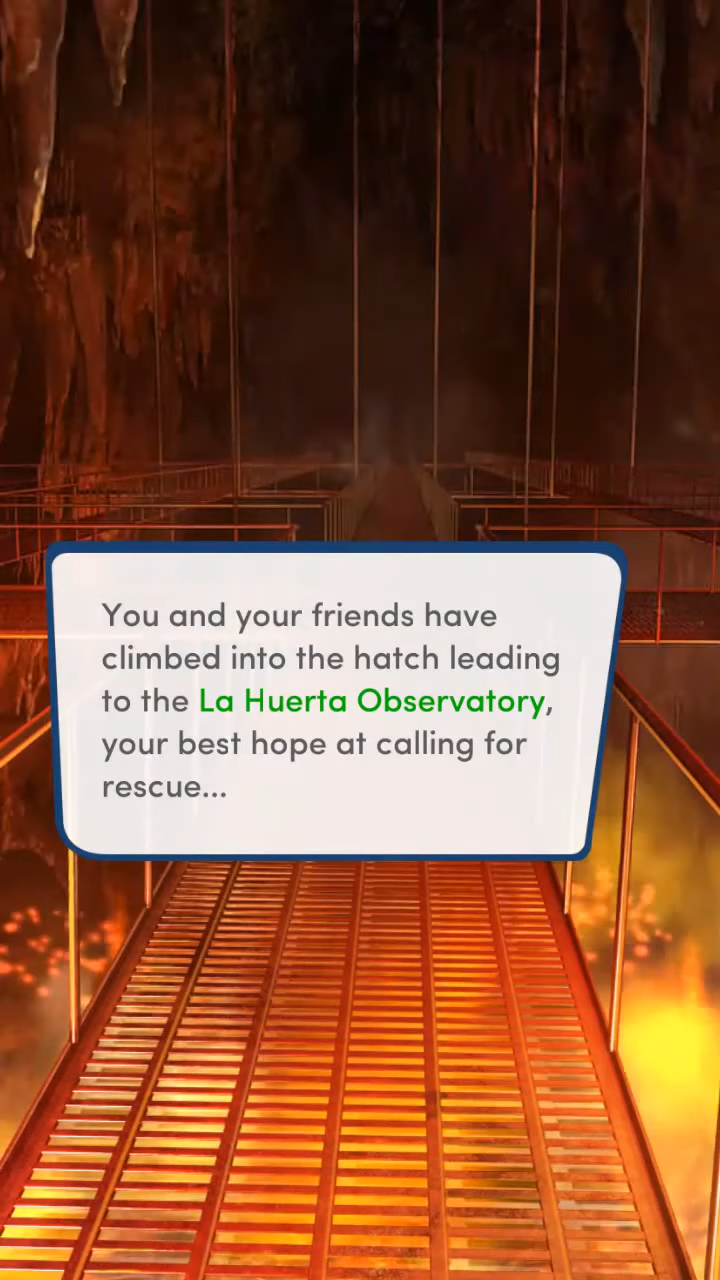 You and your friends have
climbed into the hatch leading
to the La Huerta Observatory,
your best hope at calling for
rescue...